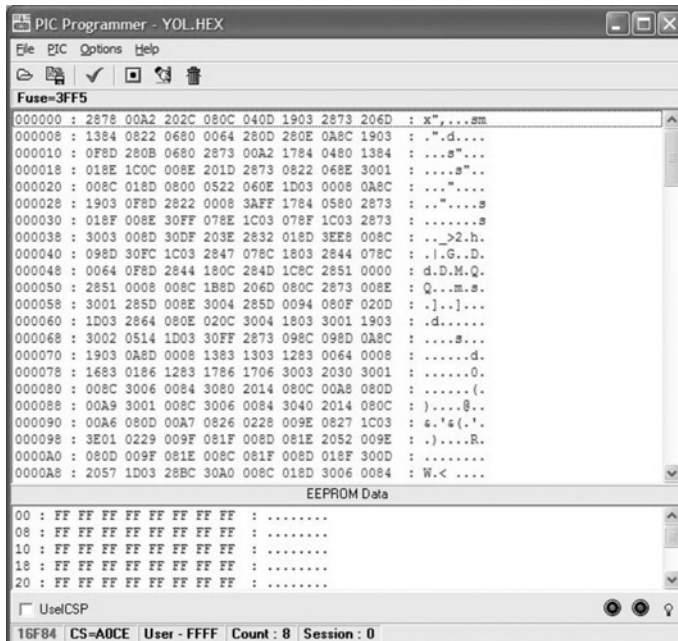 PIC Programmer - YOL.HEX
File PIC Options Help
Fuse=3FF5
000000 : 2878 00A2 202C 080C 040D 1903 2873 206D : x",...sm
000008 : 1384 0822 0680 0064 280D 280E 0A8C 1903 : .".d....
000010 : 0F8D 280B 0680 2873 00A2 1784 0480 1384 : ...s"...
000018 : 018E 1C0C 008E 201D 2873 0822 068E 3001 : ....s"..
000020 : 008C 018D 0800 0522 060E 1D03 0008 0A8C : ..."....
000028 : 1903 0F8D 2822 0008 3AFF 1784 0580 2873 : .."....s
000030 : 018F 008E 30FF 078E 1C03 078F 1C03 2873 : .......s
000038 : 3003 008D 30DF 203E 2832 018D 3EE8 008C : .._>2.h.
000040 : 098D 30FC 1C03 2847 078C 1803 2844 078C : .|.G..D.
000048 : 0064 0F8D 2844 180C 284D 1C8C 2851 0000 : d.D.M.Q.
000050 : 2851 0008 008C 1B8D 206D 080C 2873 008E : Q...m.s.
000058 : 3001 285D 008E 3004 285D 0094 080F 020D : .]..]...
000060 : 1D03 2864 080E 020C 3004 1803 3001 1903 : .d......
000068 : 3002 0514 1D03 30FF 2873 098C 098D 0A8C : ....s...
000070 : 1903 0A8D 0008 1383 1303 1283 0064 0008 : ......d.
000078 : 1683 0186 1283 1786 1706 3003 2030 3001 : ......0.
000080 : 008C 3006 0084 3080 2014 080C 00A8 080D : ......(.
000088 : 00A9 3001 008C 3006 0084 3040 2014 080C : )....@..
000090 : 00A6 080D 00A7 0826 0228 009E 0827 1C03 : &.'&(.'.
000098 : 3E01 0229 009F 081F 008D 081E 2052 009E : .)....R.
0000A0 : 080D 009F 081E 008C 081F 008D 018F 300D : ........
0000A8 : 2057 1D03 28BC 30A0 008C 018D 3006 0084 : W.< ....
EEPROM Data
00 : FF FF FF FF FF FF FF FF : ........
08 : FF FF FF FF FF FF FF FF : ........
10 : FF FF FF FF FF FF FF FF : ........
18 : FF FF FF FF FF FF FF FF : ........
20 : FF FF FF FF FF FF FF FF : ........
UseICSP
16F84 CS=A0CE User - FFFF Count : 8 Session : 0